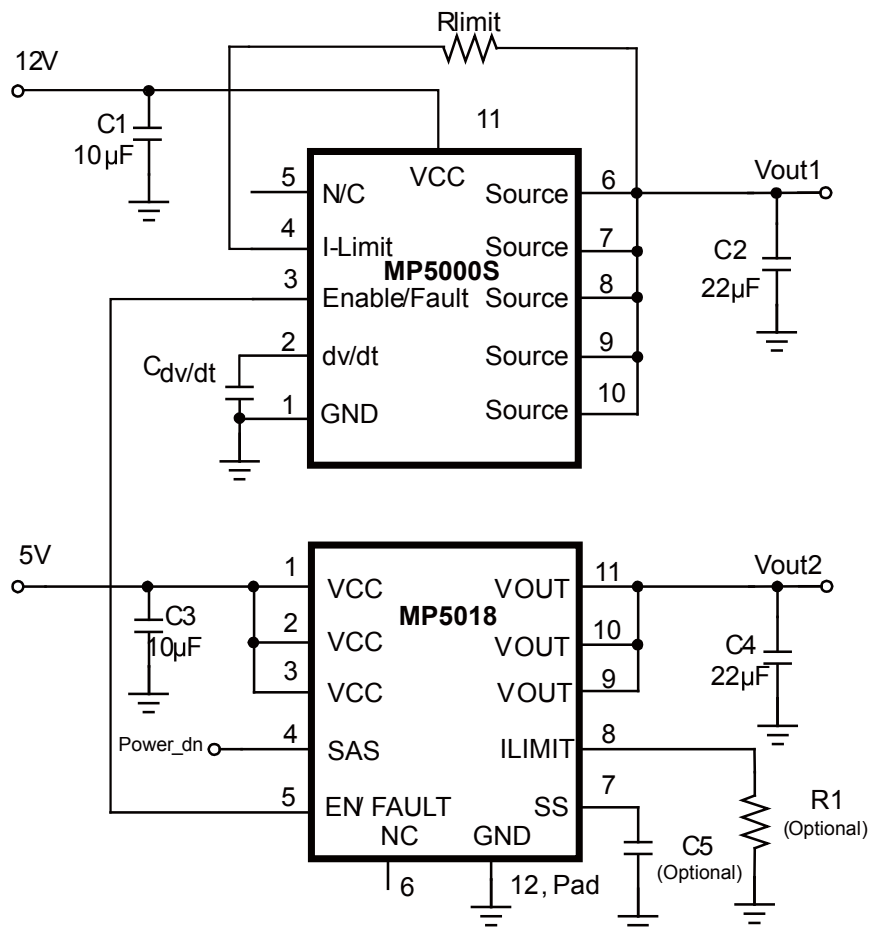 Rlimit
12V
C1
10µF
11
VCC
5
N/C
Source
6
Vout1
4
I-Limit
Source
7
MP5000S
C2
22µF
3
Enable/Fault
Source
8
2
dv/dt
Source
9
Cdv/dt
1
GND
Source
10
5V
1
VCC
VOUT
11
Vout2
MP5018
C3
10µF
2
VCC
VOUT
10
C4
22µF
3
VCC
VOUT
9
Power_dn
4
SAS
ILIMIT
8
5
EN/ FAULT
SS
7
R1
(Optional)
NC
GND
C5
(Optional)
6
12, Pad